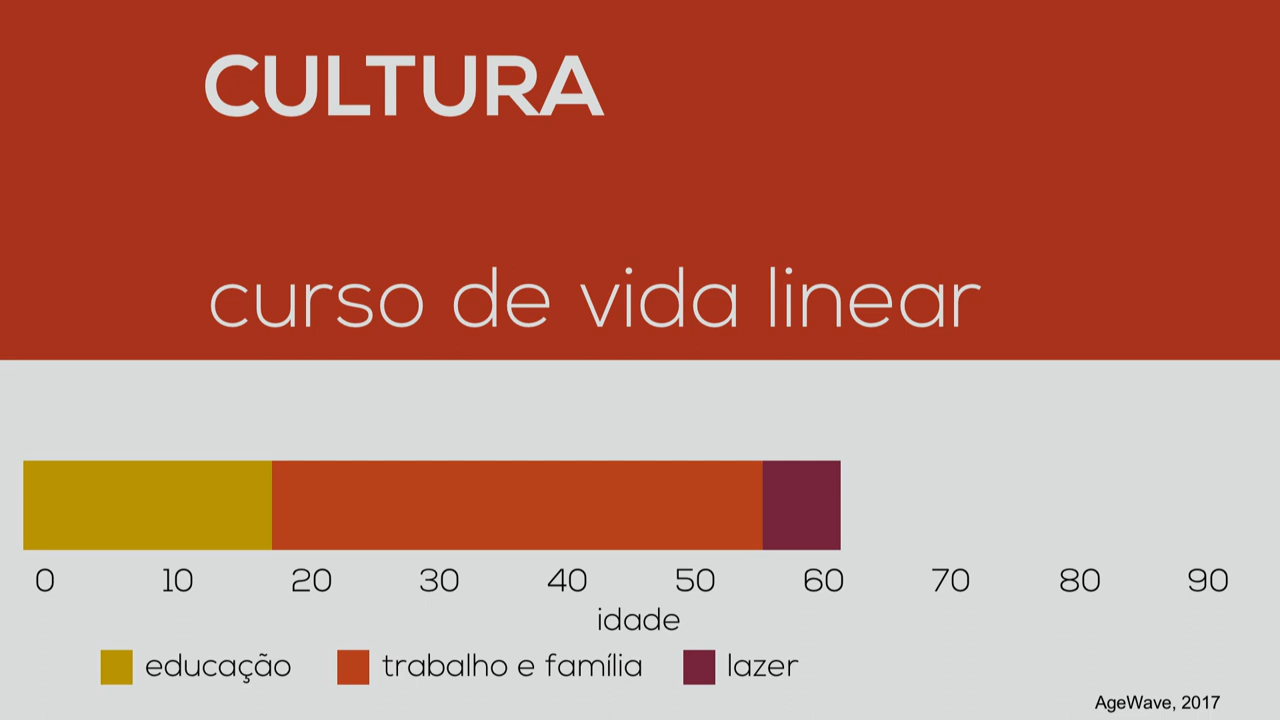 CULTURA
curso de vida linear
0 10 20 30 40 50 60 70 80 90
idade
educação trabalho e família lazer
AgeWave, 2017